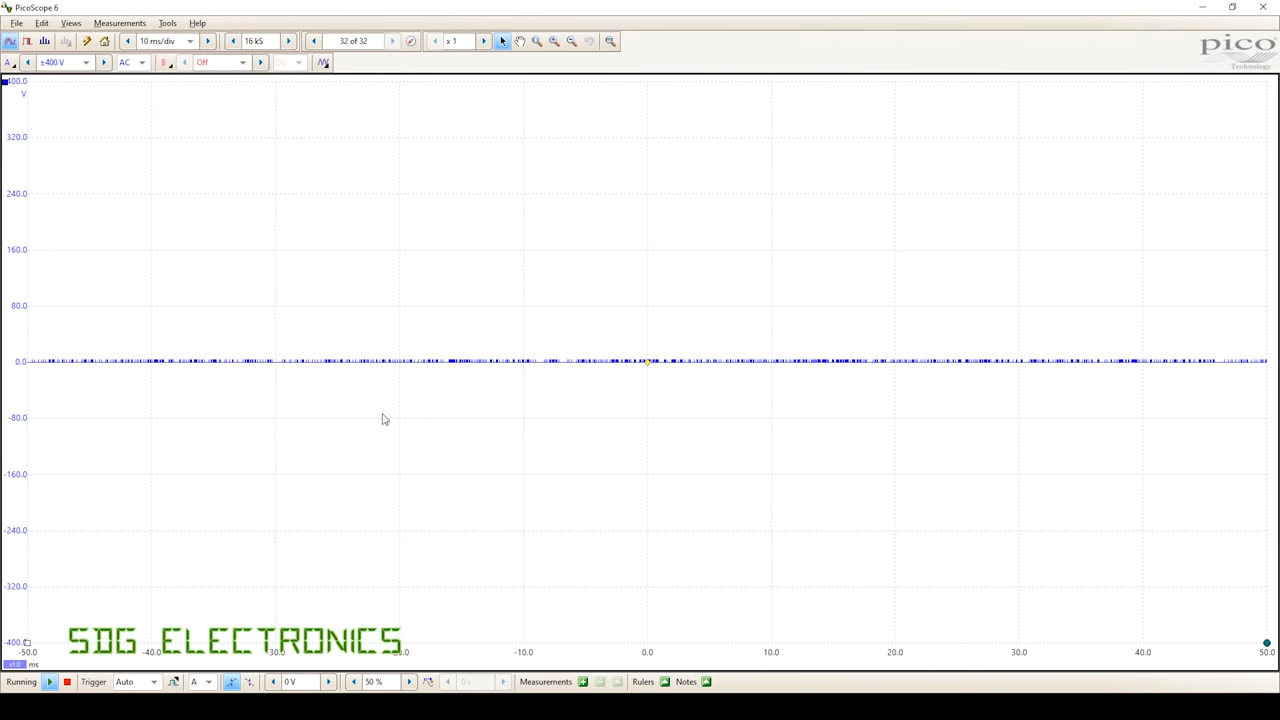 PicoScope 6
File Edit Views Measurements Tools Help
10 ms/div 16 kS 32 of 32 x 1
pico
Technology
A ±400 V AC B Off DC
400.0
V
320.0
240.0
160.0
80.0
0.0
-80.0
-160.0
-240.0
-320.0
-400.0
SDG ELECTRONICS
-50.0 -40.0 -10.0 0.0 10.0 20.0 30.0 40.0 50.0
x1.0 ms
Running Trigger Auto A 0 V 50 % 0 s Measurements Rulers Notes